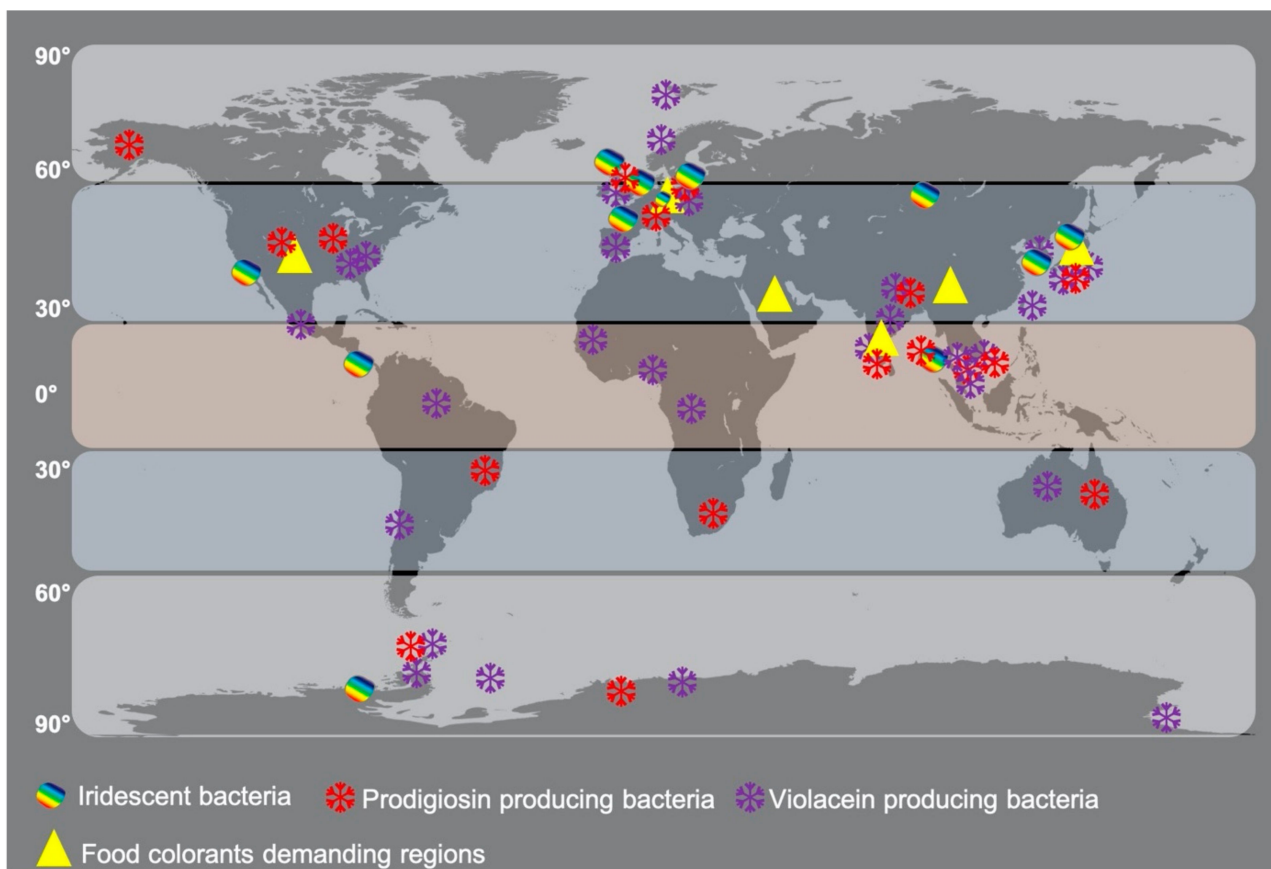 90°
60°
30°
0°
30°
60°
90°
Iridescent bacteria
Prodigiosin producing bacteria
Violacein producing bacteria
Food colorants demanding regions